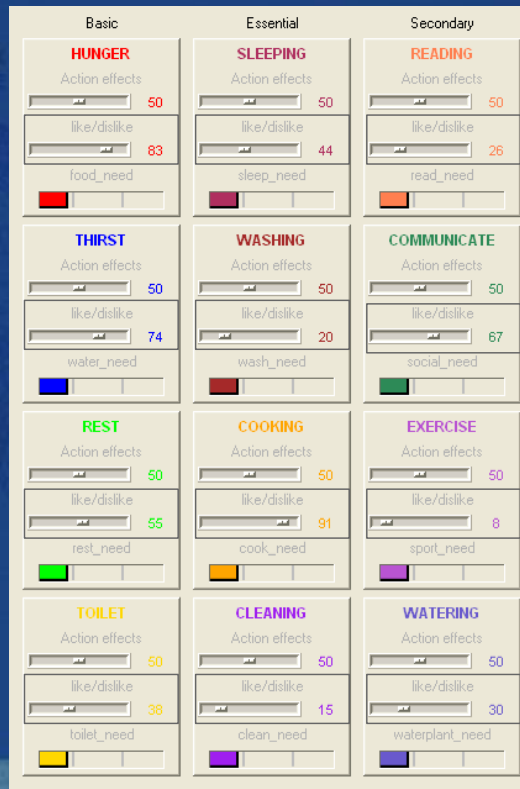 Basic Essential Secondary
HUNGER SLEEPING READING
Action effects Action effects Action effects
50 50 50
like/dislike like/dislike like/dislike
83 44 26
food_need sleep_need read_need
THIRST WASHING COMMUNICATE
Action effects Action effects Action effects
50 50 50
like/dislike like/dislike like/dislike
74 20 67
water_need wash_need social_need
REST COOKING EXERCISE
Action effects Action effects Action effects
50 50 50
like/dislike like/dislike like/dislike
55 91 8
rest_need cook_need sport_need
TOILET CLEANING WATERING
Action effects Action effects Action effects
50 50 50
like/dislike like/dislike like/dislike
38 15 30
toilet_need clean_need waterplant_need